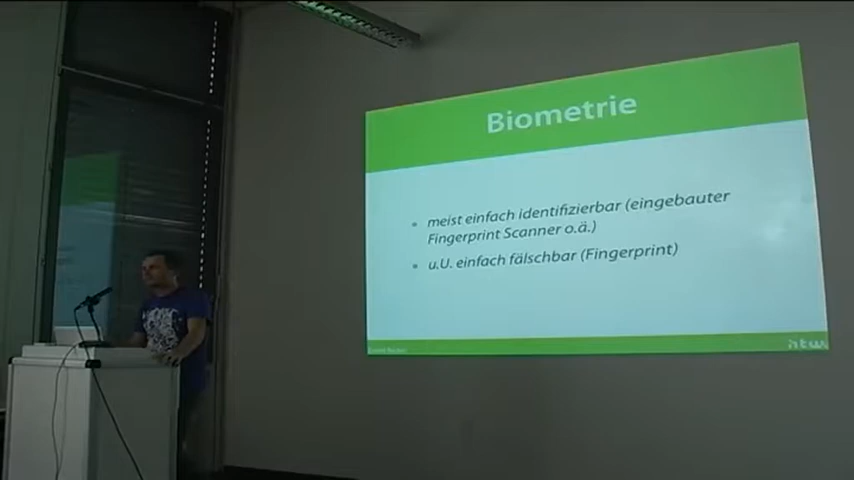 Biometrie
• meist einfach identifizierbar (eingebauter
Fingerprint Scanner o.ä.)
• u.U. einfach fälschbar (Fingerprint)
htw